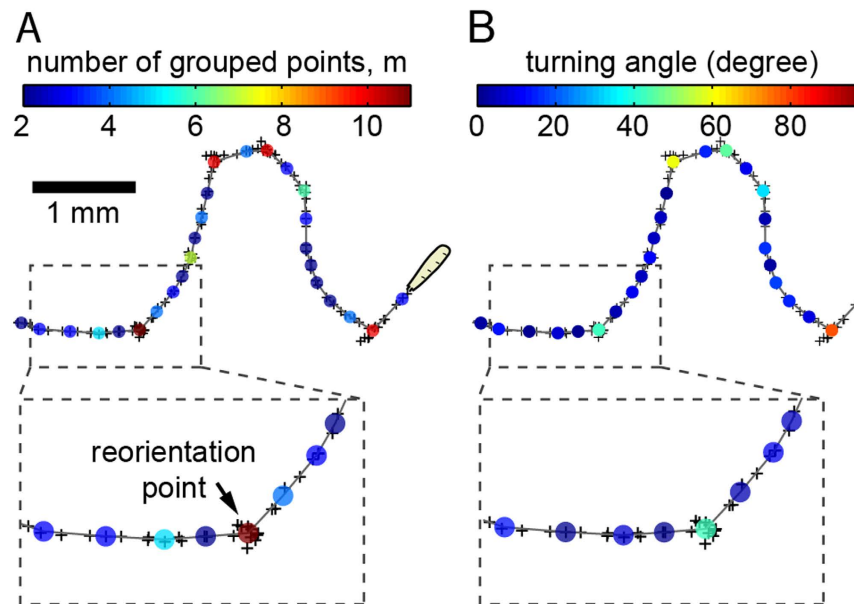 A
B
number of grouped points, m
turning angle (degree)
2 4 6 8 10
0 20 40 60 80
1 mm
reorientation
point